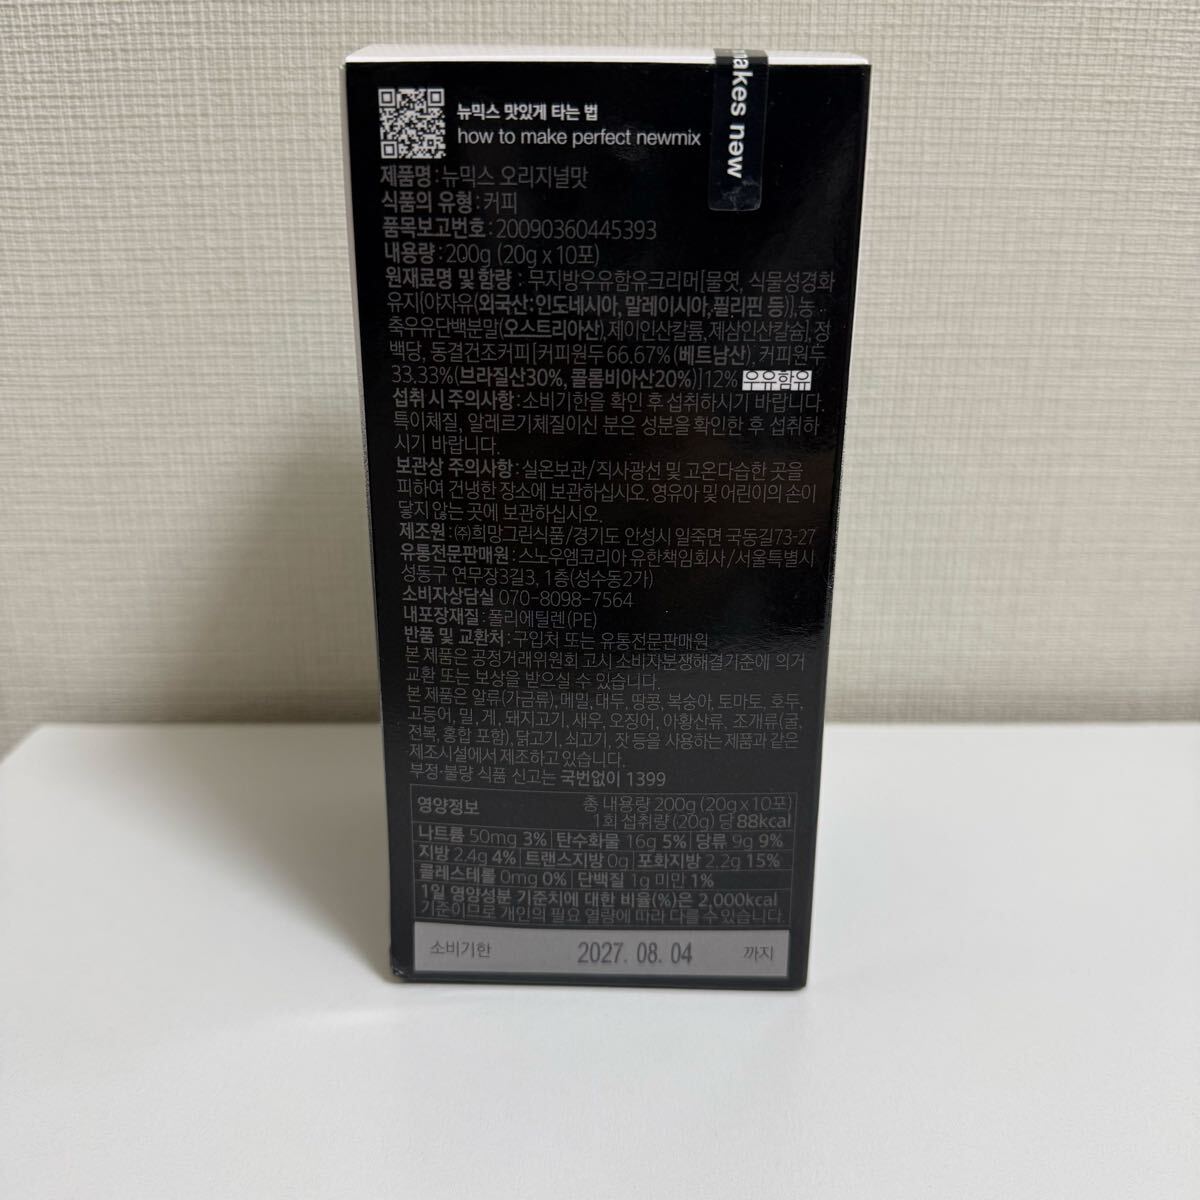 akes new
뉴믹스 맛있게 타는 법
how to make perfect newmix
제품명 : 뉴믹스 오리지널맛
식품의 유형 : 커피
품목보고번호 : 20090360445393
내용량 : 200g (20g x 10포)
원재료명 및 함량 : 무지방우유함유크리머[물엿, 식물성경화
유지{야자유(외국산 : 인도네시아, 말레이시아, 필리핀 등)}, 농
축우유단백분말(오스트리아산), 제이인산칼륨, 제삼인산칼슘], 정
백당, 동결건조커피[커피원두 66.67%(베트남산), 커피원두
33.33%(브라질산30%, 콜롬비아산20%)]12% 우유함유
섭취 시 주의사항 : 소비기한을 확인 후 섭취하시기 바랍니다.
특이체질, 알레르기체질이신 분은 성분을 확인한 후 섭취하
시기 바랍니다.
보관상 주의사항 : 실온보관/직사광선 및 고온다습한 곳을
피하여 건냉한 장소에 보관하십시오. 영유아 및 어린이의 손이
닿지 않는 곳에 보관하십시오.
제조원 : ㈜희망그린식품/경기도 안성시 일죽면 국동길73-27
유통전문판매원 : 스노우엠코리아 유한책임회사/서울특별시
성동구 연무장3길3, 1층(성수동2가)
소비자상담실 070-8098-7564
내포장재질 : 폴리에틸렌(PE)
반품 및 교환처 : 구입처 또는 유통전문판매원
본 제품은 공정거래위원회 고시 소비자분쟁해결기준에 의거
교환 또는 보상을 받으실 수 있습니다.
본 제품은 알류(가금류), 메밀, 대두, 땅콩, 복숭아, 토마토, 호두,
고등어, 밀, 게, 돼지고기, 새우, 오징어, 아황산류, 조개류(굴,
전복, 홍합 포함), 닭고기, 쇠고기, 잣 등을 사용하는 제품과 같은
제조시설에서 제조하고 있습니다.
부정·불량 식품 신고는 국번없이 1399
영양정보 총 내용량 200g (20g x 10포)
1회 섭취량 (20g) 당 88kcal
나트륨 50mg 3% | 탄수화물 16g 5% | 당류 9g 9%
지방 2.4g 4% | 트랜스지방 0g | 포화지방 2.2g 15%
콜레스테롤 0mg 0% | 단백질 1g 미만 1%
1일 영양성분 기준치에 대한 비율(%)은 2,000kcal
기준이므로 개인의 필요 열량에 따라 다를 수 있습니다.
소비기한 2027. 08. 04 까지